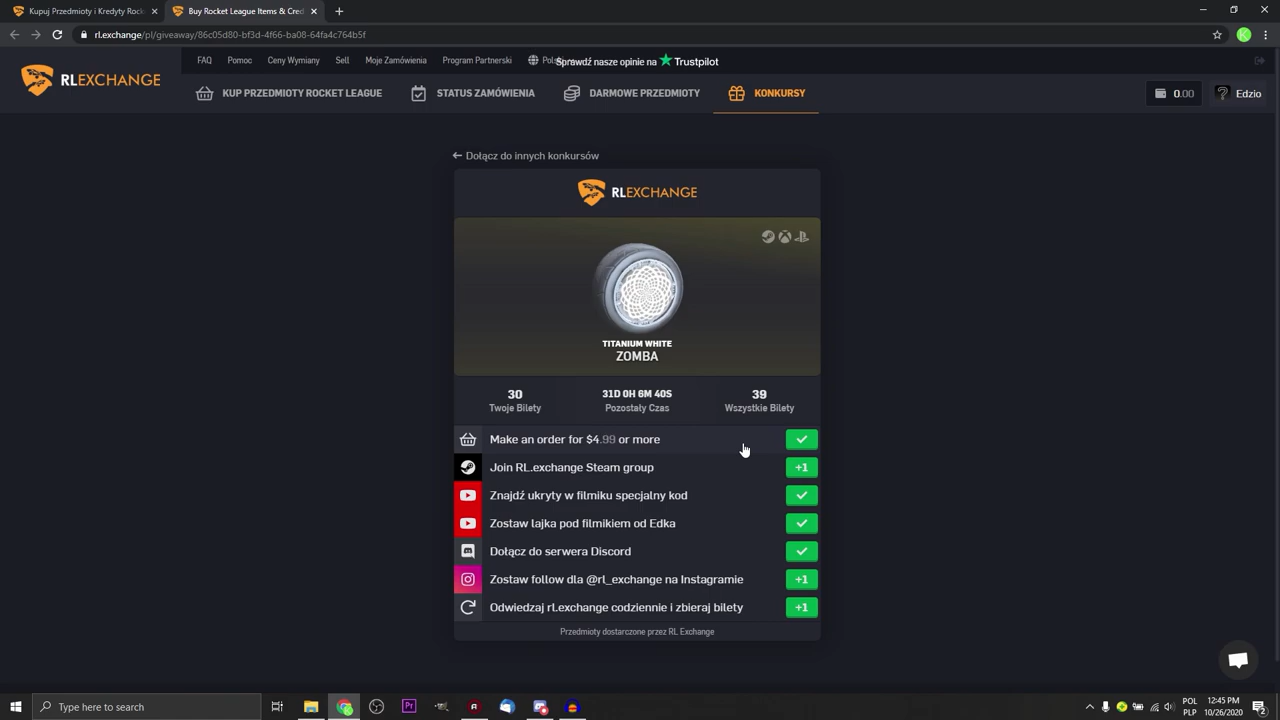 Kupuj Przedmioty i Kredyty Rock
Buy Rocket League Items & Cred
rl.exchange/pl/giveaway/86c05d80-bf3d-4f66-ba08-64fa4c764b5f
RLEXCHANGE
FAQ Pomoc Ceny Wymiany Sell Moje Zamówienia Program Partnerski
Sprawdź nasze opinie na Trustpilot
KUP PRZEDMIOTY ROCKET LEAGUE STATUS ZAMÓWIENIA DARMOWE PRZEDMIOTY KONKURSY 0.00 Edzio
Dołącz do innych konkursów
RLEXCHANGE
TITANIUM WHITE
ZOMBA
30 31D 0H 6M 40S 39
Twoje Bilety Pozostały Czas Wszystkie Bilety
Make an order for $4.99 or more
Join RL.exchange Steam group +1
Znajdź ukryty w filmiku specjalny kod
Zostaw lajka pod filmikiem od Edka
Dołącz do serwera Discord
Zostaw follow dla @rl_exchange na Instagramie +1
Odwiedzaj rl.exchange codziennie i zbieraj bilety +1
Przedmioty dostarczone przez RL Exchange
Type here to search
POL 12:45 PM
PLP 10/26/2020